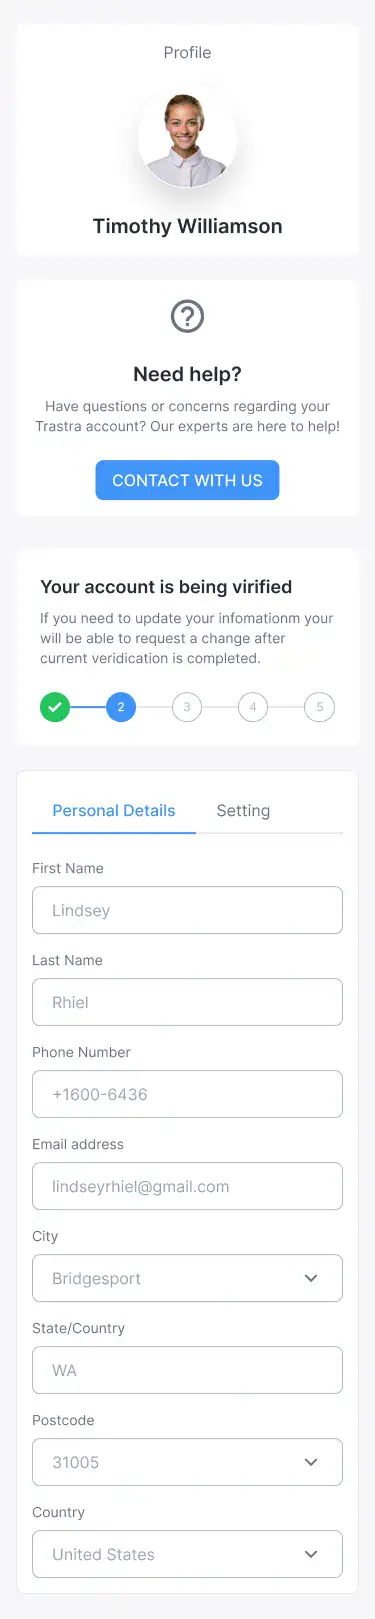 Profile
Timothy Williamson
Need help?
Have questions or concerns regarding your
Trastra account? Our experts are here to help!
CONTACT WITH US
Your account is being virified
If you need to update your infomationm your
will be able to request a change after
current veridication is completed.
2 3 4 5
Personal Details Setting
First Name
Lindsey
Last Name
Rhiel
Phone Number
+1600-6436
Email address
lindseyrhiel@gmail.com
City
Bridgesport
State/Country
WA
Postcode
31005
Country
United States